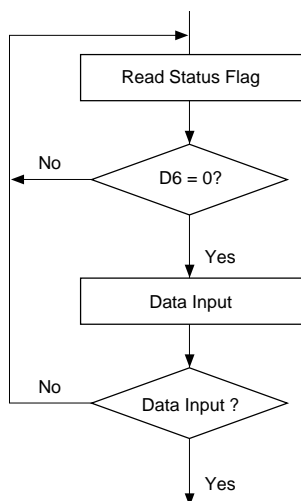 Read Status Flag
No
D6 = 0?
Yes
Data Input
No
Data Input ?
Yes